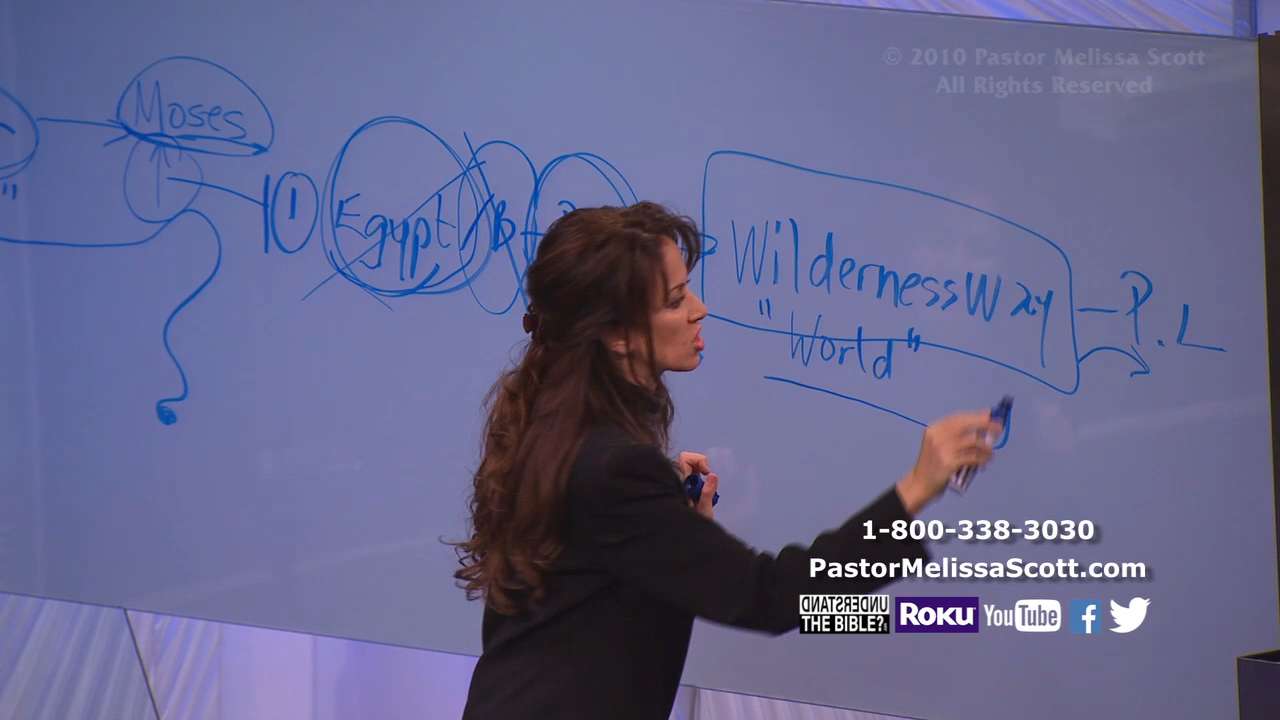 © 2010 Pastor Melissa Scott
All Rights Reserved
Moses
"
1
Egypt
B
Wilderness Way
P.L
"World"
1-800-338-3030
PastorMelissaScott.com
UNDERSTAND
THE BIBLE?
ROKU
YouTube
f